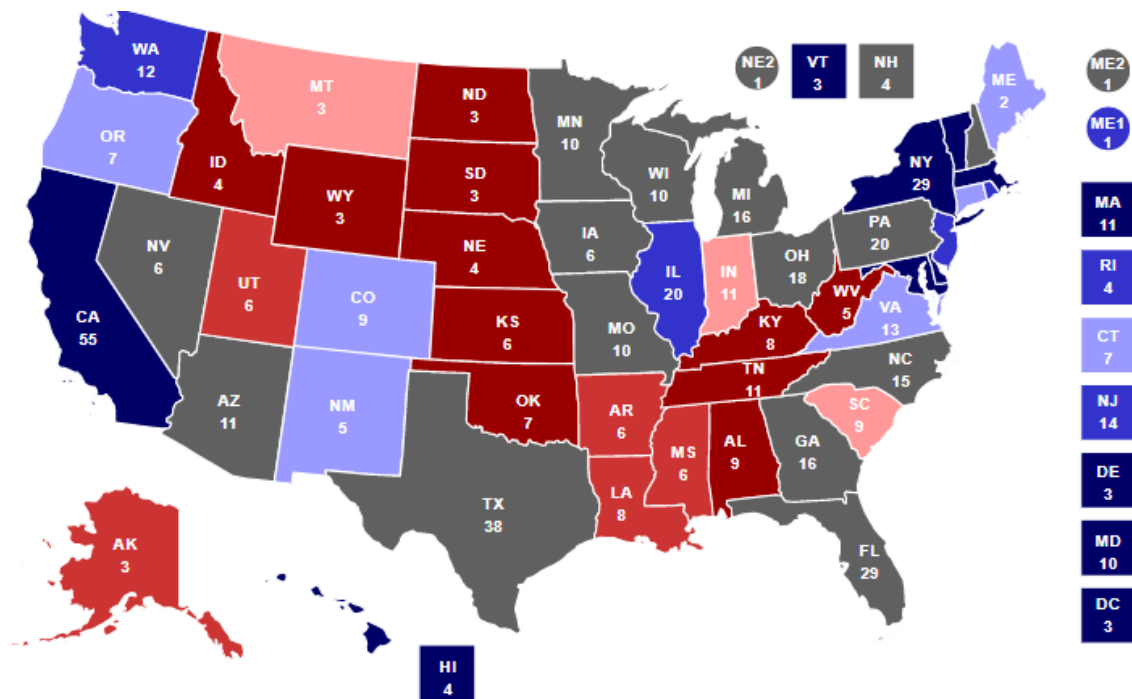 WA
12
OR
7
CA
55
NV
6
ID
4
MT
3
WY
3
UT
6
AZ
11
CO
9
NM
5
ND
3
SD
3
NE
4
KS
6
OK
7
TX
38
MN
10
IA
6
MO
10
AR
6
LA
8
WI
10
IL
20
MI
16
IN
11
OH
18
KY
8
TN
11
MS
6
AL
9
GA
16
FL
29
SC
9
NC
15
VA
13
WV
5
PA
20
NY
29
ME
2
AK
3
HI
4
NE2
1
VT
3
NH
4
ME2
1
ME1
1
MA
11
RI
4
CT
7
NJ
14
DE
3
MD
10
DC
3